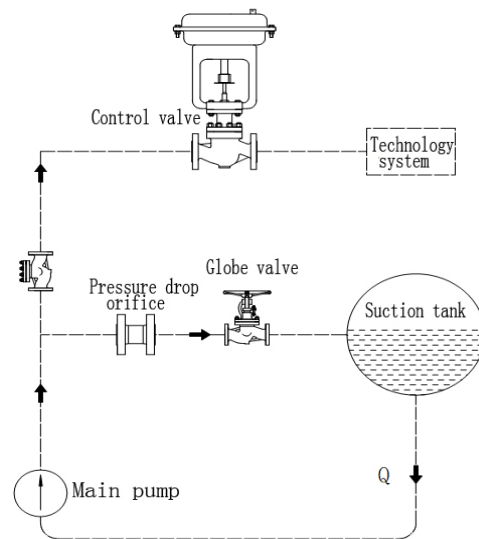 Control valve
Technology
system
Globe valve
Pressure drop
orifice
Suction tank
Q
Main pump